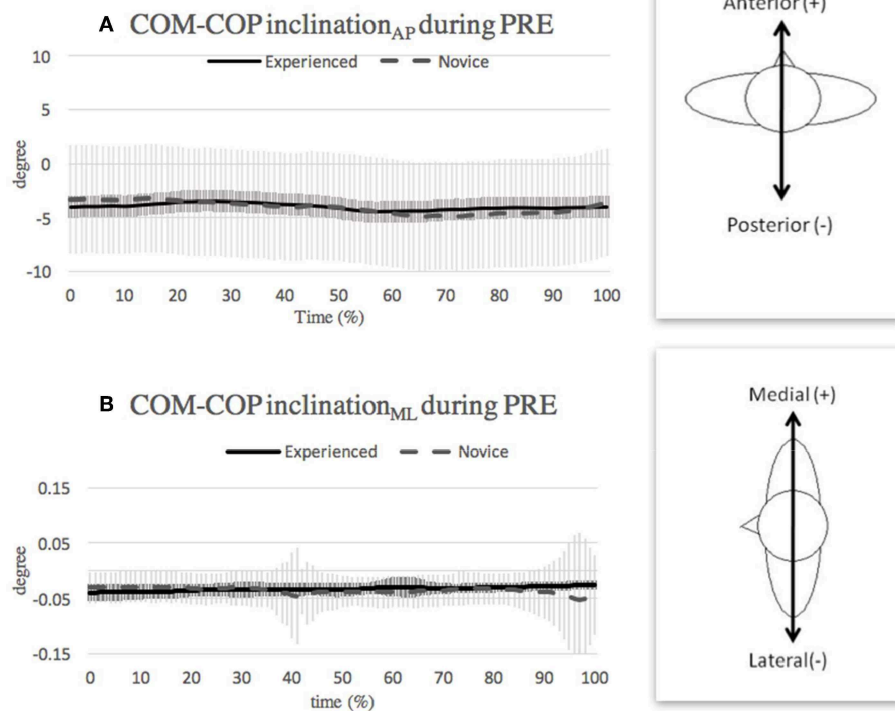 A COM-COP inclinationAP during PRE
Experienced Novice
10
5
0
-5
-10
degree
0 10 20 30 40 50 60 70 80 90 100
Time (%)
Anterior (+)
Posterior (-)
B COM-COP inclinationML during PRE
Experienced Novice
0.15
0.05
-0.05
-0.15
degree
0 10 20 30 40 50 60 70 80 90 100
time (%)
Medial (+)
Lateral(-)